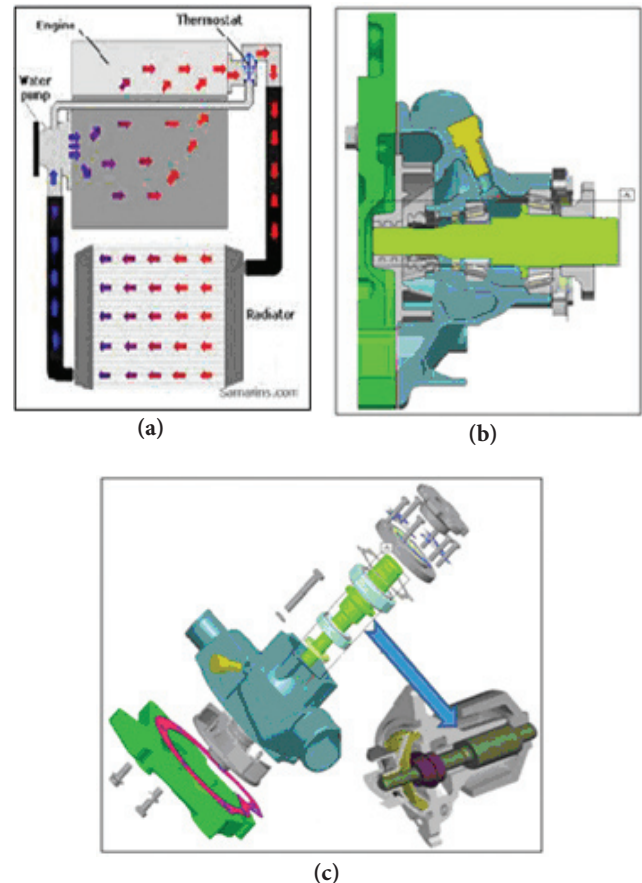 Thermostat
Engine
Water
pump
Radiator
Samarins.com
(a)
A
(b)
(c)